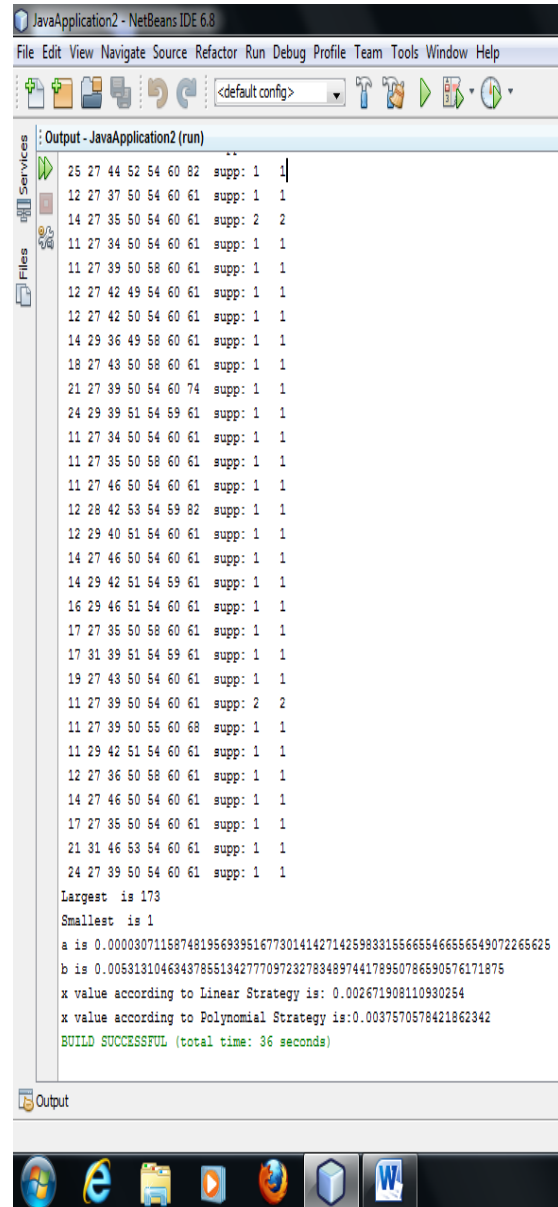 JavaApplication2 - NetBeans IDE 6.8
File Edit View Navigate Source Refactor Run Debug Profile Team Tools Window Help
<default config>
Services
Files
Output - JavaApplication2 (run)
25 27 44 52 54 60 82 supp: 1 1
12 27 37 50 54 60 61 supp: 1 1
14 27 35 50 54 60 61 supp: 2 2
11 27 34 50 54 60 61 supp: 1 1
11 27 39 50 58 60 61 supp: 1 1
12 27 42 49 54 60 61 supp: 1 1
12 27 42 50 54 60 61 supp: 1 1
14 29 36 49 58 60 61 supp: 1 1
18 27 43 50 58 60 61 supp: 1 1
21 27 39 50 54 60 74 supp: 1 1
24 29 39 51 54 59 61 supp: 1 1
11 27 34 50 54 60 61 supp: 1 1
11 27 35 50 58 60 61 supp: 1 1
11 27 46 50 54 60 61 supp: 1 1
12 28 42 53 54 59 82 supp: 1 1
12 29 40 51 54 60 61 supp: 1 1
14 27 46 50 54 60 61 supp: 1 1
14 29 42 51 54 59 61 supp: 1 1
16 29 46 51 54 60 61 supp: 1 1
17 27 35 50 58 60 61 supp: 1 1
17 31 39 51 54 59 61 supp: 1 1
19 27 43 50 54 60 61 supp: 1 1
11 27 39 50 54 60 61 supp: 2 2
11 27 39 50 55 60 68 supp: 1 1
11 29 42 51 54 60 61 supp: 1 1
12 27 36 50 58 60 61 supp: 1 1
14 27 46 50 54 60 61 supp: 1 1
17 27 35 50 54 60 61 supp: 1 1
21 31 46 53 54 60 61 supp: 1 1
24 27 39 50 54 60 61 supp: 1 1
Largest is 173
Smallest is 1
a is 0.000030711587481956939516773014142714259833155665546655649072265625
b is 0.005313104634378551342777097232783489744178950786590576171875
x value according to Linear Strategy is: 0.002671908110930254
x value according to Polynomial Strategy is:0.0037570578421862342
BUILD SUCCESSFUL (total time: 36 seconds)
Output